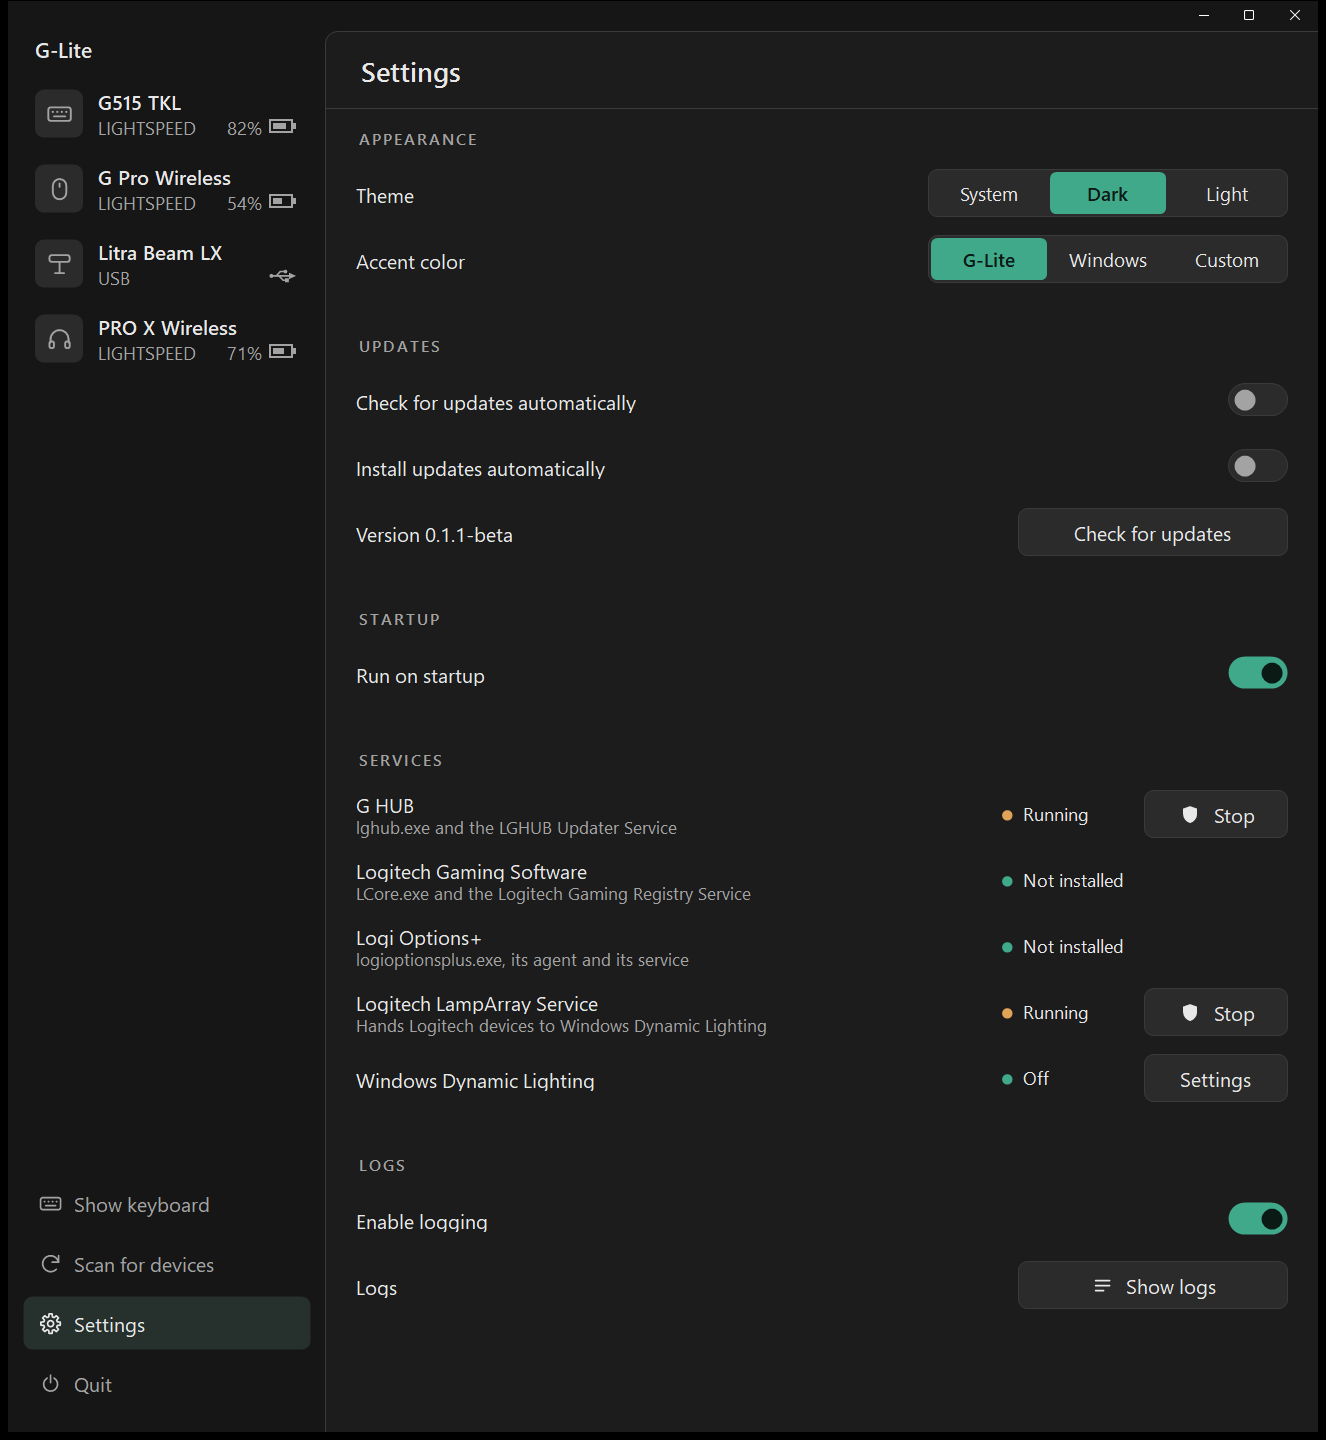 G-Lite
G515 TKL
LIGHTSPEED 82%
G Pro Wireless
LIGHTSPEED 54%
Litra Beam LX
USB
PRO X Wireless
LIGHTSPEED 71%
Show keyboard
Scan for devices
Settings
Quit
Settings
APPEARANCE
Theme System Dark Light
Accent color G-Lite Windows Custom
UPDATES
Check for updates automatically
Install updates automatically
Version 0.1.1-beta Check for updates
STARTUP
Run on startup
SERVICES
G HUB
lghub.exe and the LGHUB Updater Service
Running Stop
Logitech Gaming Software
LCore.exe and the Logitech Gaming Registry Service
Not installed
Logi Options+
logioptionsplus.exe, its agent and its service
Not installed
Logitech LampArray Service
Hands Logitech devices to Windows Dynamic Lighting
Running Stop
Windows Dynamic Lighting Off Settings
LOGS
Enable logging
Logs Show logs